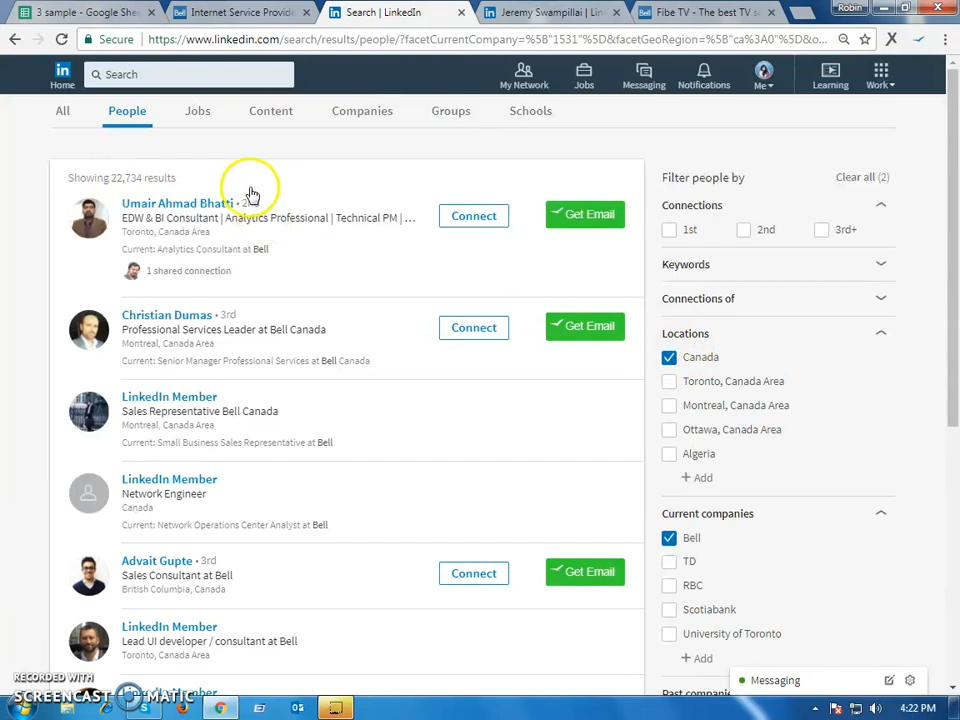 3 sample - Google Shee
Internet Service Provide
Search | LinkedIn
Jeremy Swampillai | Lin
Fibe TV - The best TV se
Robin
Secure
https://www.linkedin.com/search/results/people/?facetCurrentCompany=%5B"1531"%5D&facetGeoRegion=%5B"ca%3A0"%5D&o...
Home
Search
My Network
Jobs
Messaging
Notifications
Me
Learning
Work
All
People
Jobs
Content
Companies
Groups
Schools
Showing 22,734 results
Umair Ahmad Bhatti
EDW & BI Consultant | Analytics Professional | Technical PM | ...
Toronto, Canada Area
Current: Analytics Consultant at Bell
1 shared connection
Connect
Get Email
Christian Dumas • 3rd
Professional Services Leader at Bell Canada
Montreal, Canada Area
Current: Senior Manager Professional Services at Bell Canada
Connect
Get Email
LinkedIn Member
Sales Representative Bell Canada
Montreal, Canada Area
Current: Small Business Sales Representative at Bell
LinkedIn Member
Network Engineer
Canada
Current: Network Operations Center Analyst at Bell
Advait Gupte • 3rd
Sales Consultant at Bell
British Columbia, Canada
Connect
Get Email
LinkedIn Member
Lead UI developer / consultant at Bell
Toronto, Canada Area
LinkedIn Member
Filter people by
Clear all (2)
Connections
1st
2nd
3rd+
Keywords
Connections of
Locations
Canada
Toronto, Canada Area
Montreal, Canada Area
Ottawa, Canada Area
Algeria
+ Add
Current companies
Bell
TD
RBC
Scotiabank
University of Toronto
+ Add
Past companies
Messaging
RECORDED WITH
SCREENCAST MATIC
4:22 PM